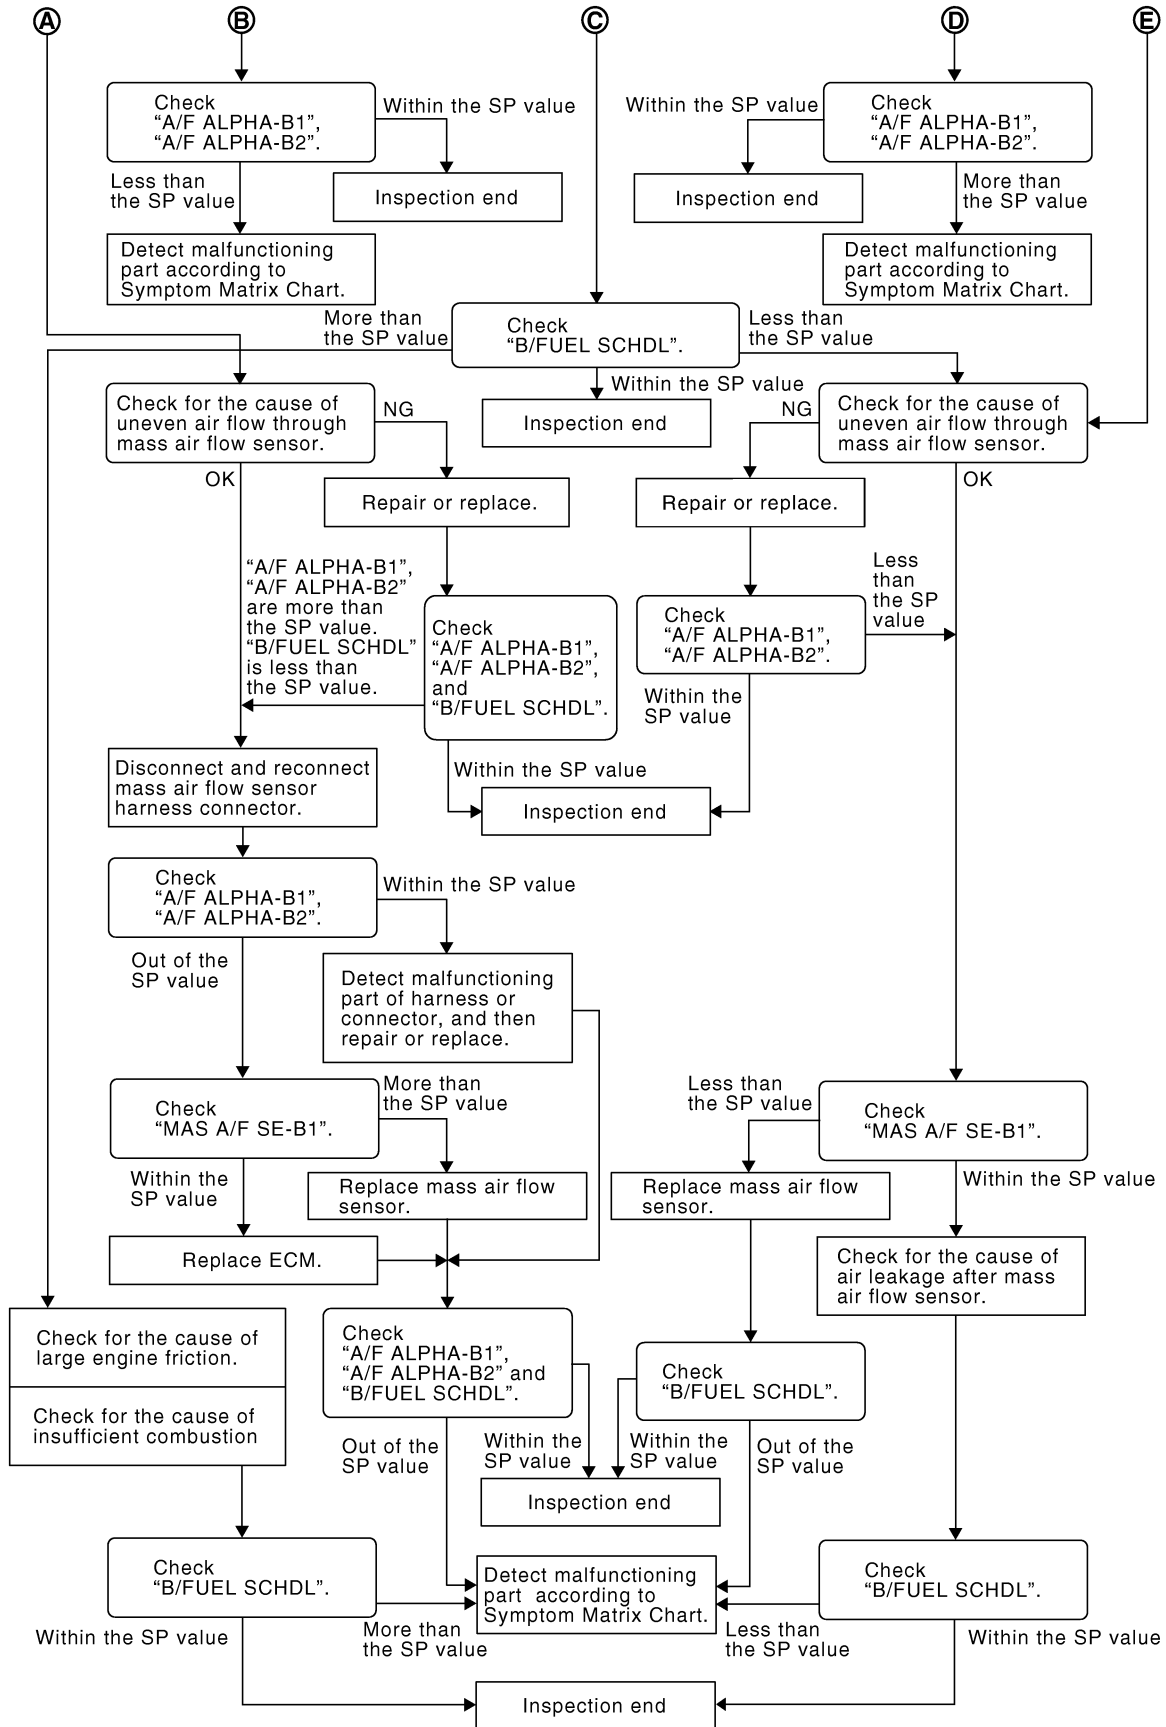 A
B
C
D
E
Check
“A/F ALPHA-B1”,
“A/F ALPHA-B2”.
Within the SP value
Less than
the SP value
Inspection end
Detect malfunctioning
part according to
Symptom Matrix Chart.
Within the SP value
Check
“A/F ALPHA-B1”,
“A/F ALPHA-B2”.
Inspection end
More than
the SP value
Detect malfunctioning
part according to
Symptom Matrix Chart.
More than
the SP value
Check
“B/FUEL SCHDL”.
Less than
the SP value
Within the SP value
Inspection end
Check for the cause of
uneven air flow through
mass air flow sensor.
NG
OK
Repair or replace.
NG
Check for the cause of
uneven air flow through
mass air flow sensor.
OK
Repair or replace.
“A/F ALPHA-B1”,
“A/F ALPHA-B2”
are more than
the SP value.
“B/FUEL SCHDL”
is less than
the SP value.
Check
“A/F ALPHA-B1”,
“A/F ALPHA-B2”,
and
“B/FUEL SCHDL”.
Check
“A/F ALPHA-B1”,
“A/F ALPHA-B2”.
Less
than
the SP
value
Within the
SP value
Within the SP value
Inspection end
Disconnect and reconnect
mass air flow sensor
harness connector.
Check
“A/F ALPHA-B1”,
“A/F ALPHA-B2”.
Within the SP value
Out of the
SP value
Detect malfunctioning
part of harness or
connector, and then
repair or replace.
Check
“MAS A/F SE-B1”.
More than
the SP value
Within the
SP value
Replace mass air flow
sensor.
Replace ECM.
Less than
the SP value
Check
“MAS A/F SE-B1”.
Within the SP value
Replace mass air flow
sensor.
Check for the cause of
air leakage after mass
air flow sensor.
Check for the cause of
large engine friction.
Check for the cause of
insufficient combustion
Check
“A/F ALPHA-B1”,
“A/F ALPHA-B2” and
“B/FUEL SCHDL”.
Check
“B/FUEL SCHDL”.
Out of the
SP value
Within the
SP value
Within the
SP value
Out of the
SP value
Inspection end
Check
“B/FUEL SCHDL”.
Detect malfunctioning
part  according to
Symptom Matrix Chart.
Check
“B/FUEL SCHDL”.
Within the SP value
More than
the SP value
Less than
the SP value
Within the SP value
Inspection end